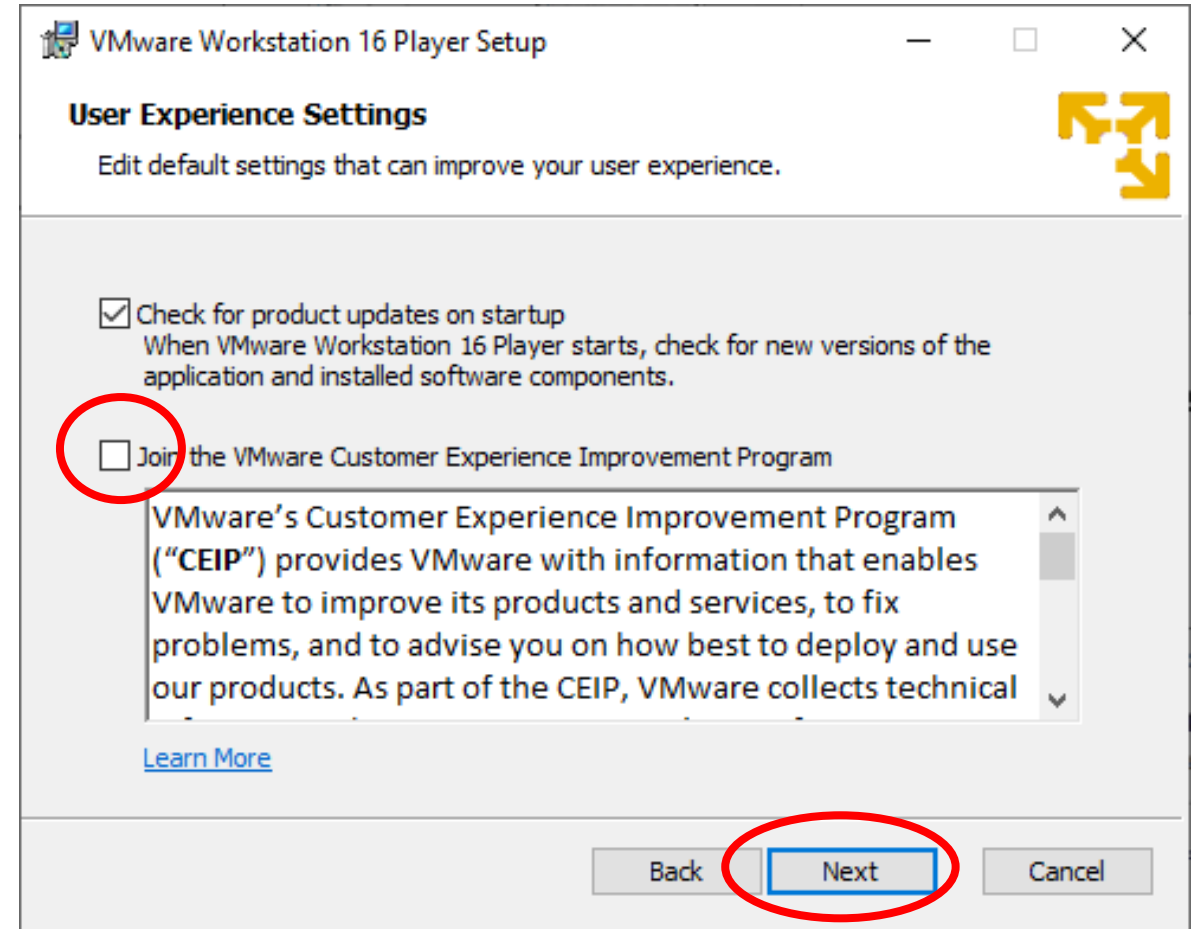 VMware Workstation 16 Player Setup
User Experience Settings
Edit default settings that can improve your user experience.
Check for product updates on startup
When VMware Workstation 16 Player starts, check for new versions of the
application and installed software components.
Join the VMware Customer Experience Improvement Program
VMware’s Customer Experience Improvement Program
(“CEIP”) provides VMware with information that enables
VMware to improve its products and services, to fix
problems, and to advise you on how best to deploy and use
our products. As part of the CEIP, VMware collects technical
Learn More
Back Next Cancel